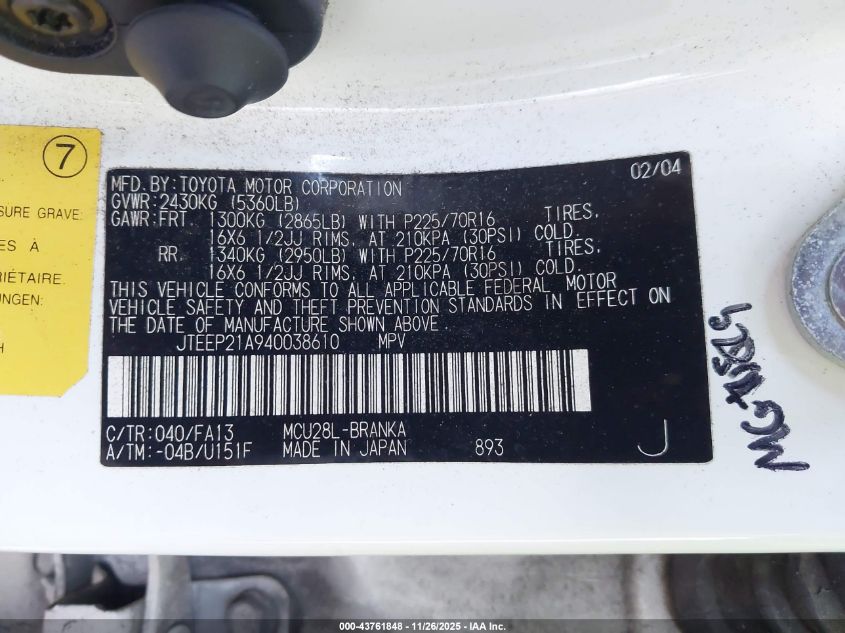 7
SURE GRAVE
ES À
RIÉTAIRE.
UNGEN:
H
02/04
MFD. BY: TOYOTA MOTOR CORPORATION
GVWR: 2430KG (5360LB)
GAWR: FRT 1300KG (2865LB) WITH P225/70R16 TIRES,
16X6 1/2JJ RIMS, AT 210KPA (30PSI) COLD.
RR 1340KG (2950LB) WITH P225/70R16 TIRES,
16X6 1/2JJ RIMS, AT 210KPA (30PSI) COLD.
THIS VEHICLE CONFORMS TO ALL APPLICABLE FEDERAL MOTOR
VEHICLE SAFETY AND THEFT PREVENTION STANDARDS IN EFFECT ON
THE DATE OF MANUFACTURE SHOWN ABOVE
JTEEP21A940038610 MPV
C/TR: 040/FA13 MCU28L-BRANKA
A/TM: -04B/U151F MADE IN JAPAN 893 J
000-43761848 | 11/26/2025 - IAA Inc.